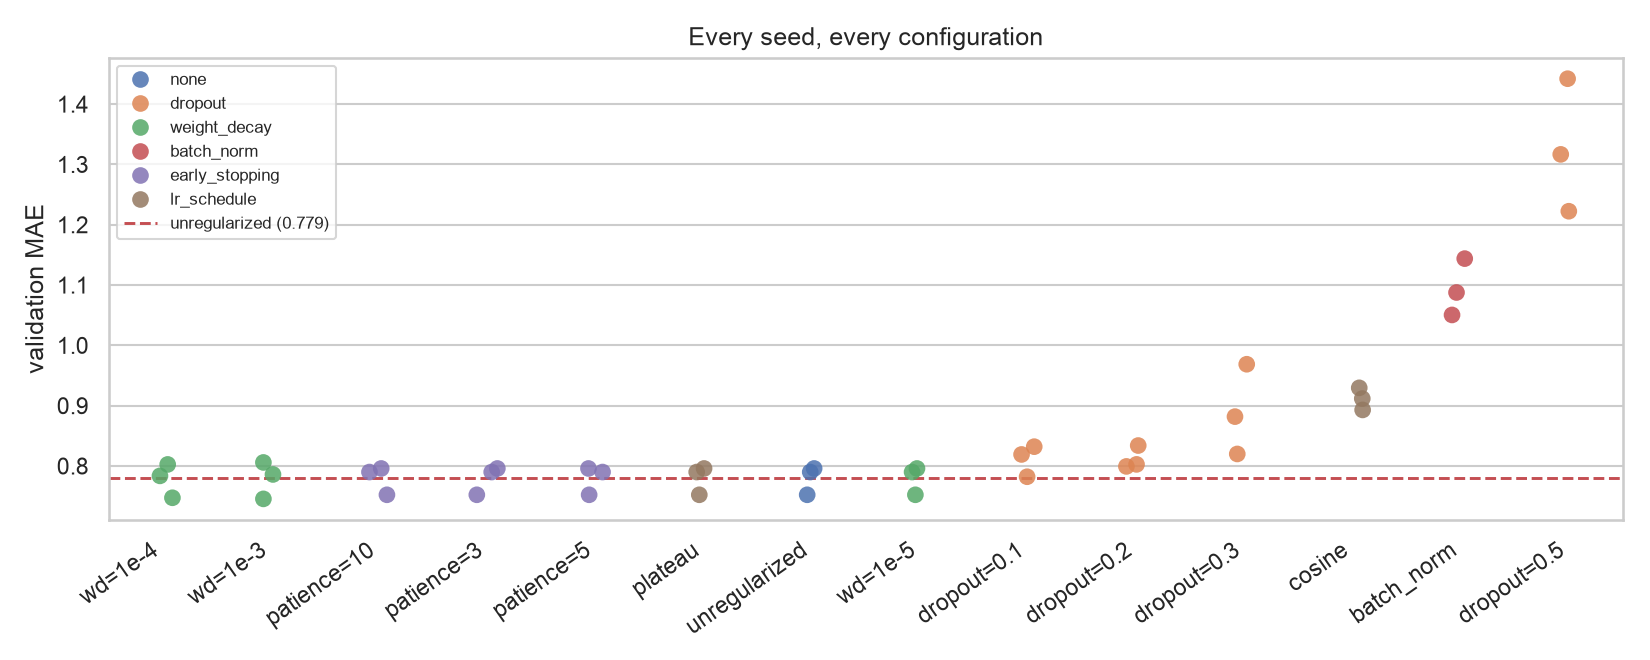 Every seed, every configuration
none
dropout
weight_decay
batch_norm
early_stopping
lr_schedule
unregularized (0.779)
validation MAE
1.4
1.3
1.2
1.1
1.0
0.9
0.8
wd=1e-4
wd=1e-3
patience=10
patience=3
patience=5
plateau
unregularized
wd=1e-5
dropout=0.1
dropout=0.2
dropout=0.3
cosine
batch_norm
dropout=0.5